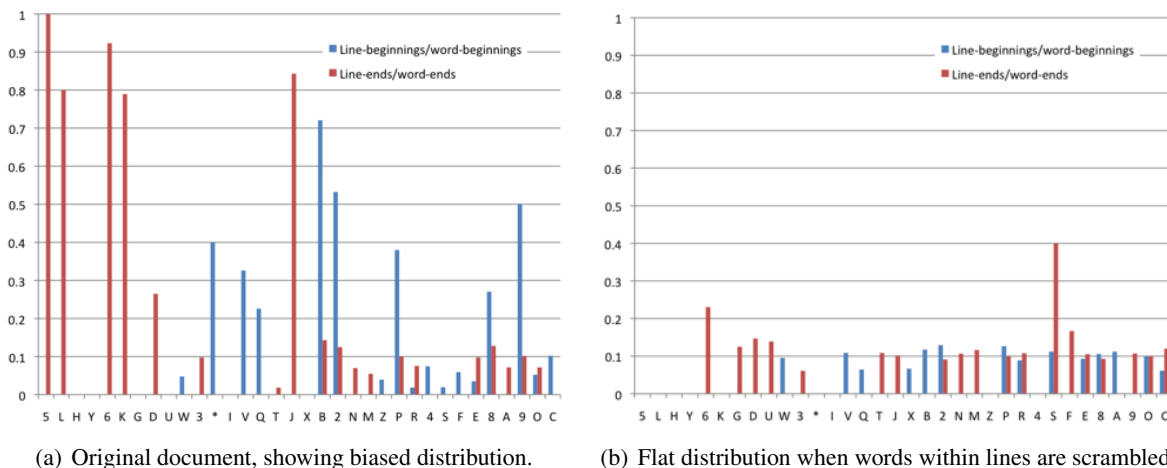 1
0.9
0.8
0.7
0.6
0.5
0.4
0.3
0.2
0.1
0
Line-beginnings/word-beginnings
Line-ends/word-ends
5 L H Y 6 K G D U W 3 * I V Q T J X B 2 N M Z P R 4 S F E 8 A 9 O C
(a) Original document, showing biased distribution.
1
0.9
0.8
0.7
0.6
0.5
0.4
0.3
0.2
0.1
0
Line-beginnings/word-beginnings
Line-ends/word-ends
5 L H Y 6 K G D U W 3 * I V Q T J X B 2 N M Z P R 4 S F E 8 A 9 O C
(b) Flat distribution when words within lines are scrambled